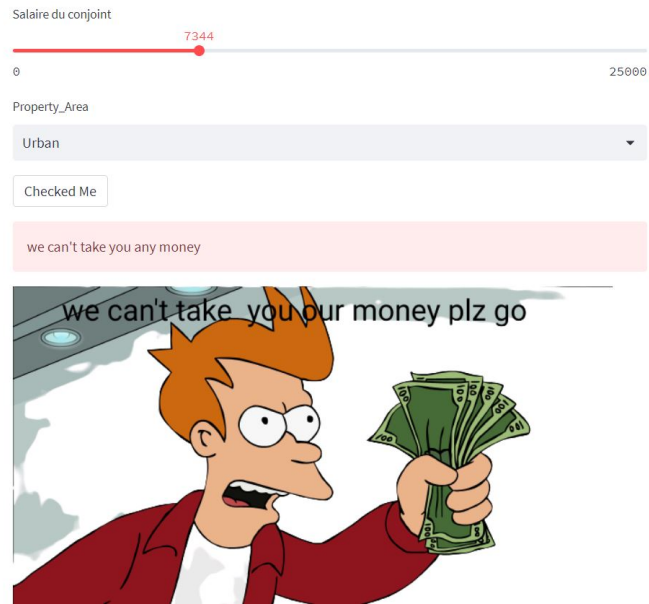 Salaire du conjoint
7344
0 25000
Property_Area
Urban
Checked Me
we can't take you any money
we can't take you our money plz go